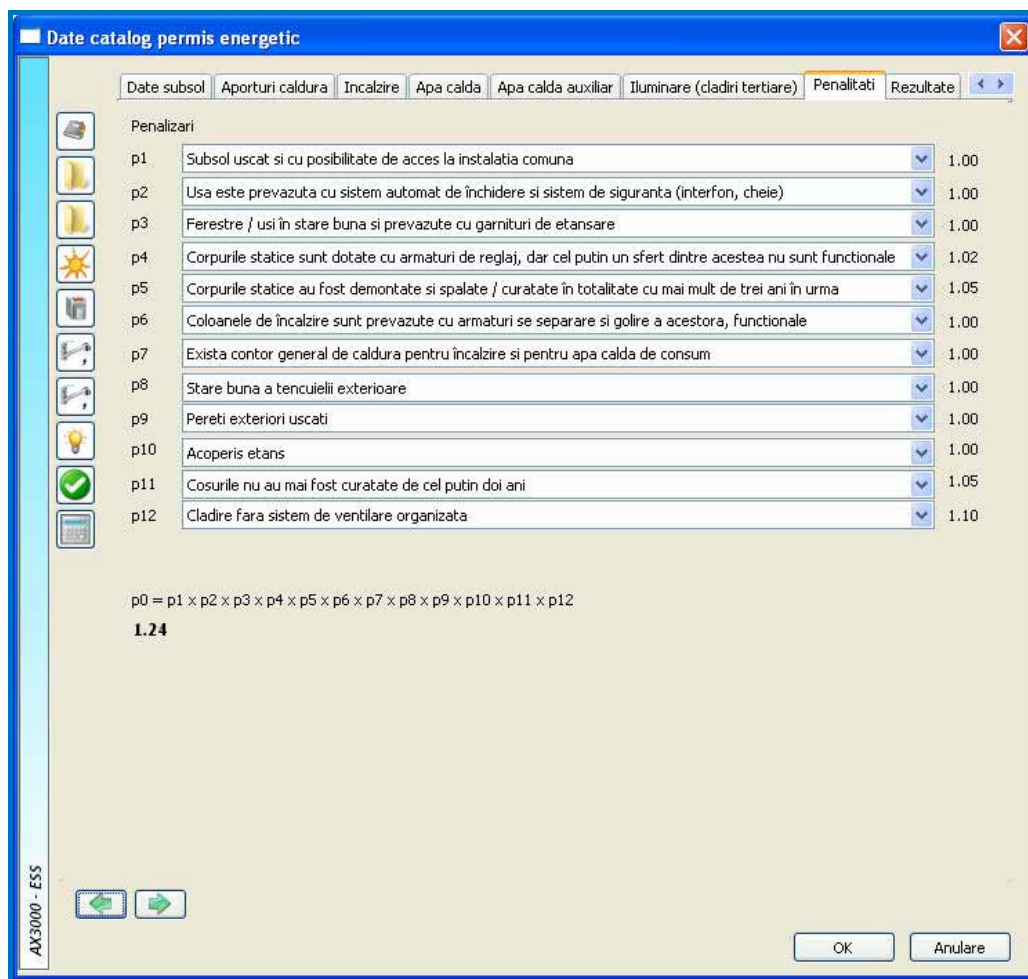 Date catalog permis energetic
Date subsol Aporturi caldura Incalzire Apa calda Apa calda auxiliar Iluminare (cladiri tertiare) Penalitati Rezultate
Penalizari
p1 Subsol uscat si cu posibilitate de acces la instalatia comuna 1.00
p2 Usa este prevazuta cu sistem automat de închidere si sistem de siguranta (interfon, cheie) 1.00
p3 Ferestre / usi în stare buna si prevazute cu garnituri de etansare 1.00
p4 Corpurile statice sunt dotate cu armaturi de reglaj, dar cel putin un sfert dintre acestea nu sunt functionale 1.02
p5 Corpurile statice au fost demontate si spalate / curatate în totalitate cu mai mult de trei ani în urma 1.05
p6 Coloanele de încalzire sunt prevazute cu armaturi se separare si golire a acestora, functionale 1.00
p7 Exista contor general de caldura pentru încalzire si pentru apa calda de consum 1.00
p8 Stare buna a tencuielii exterioare 1.00
p9 Pereti exteriori uscati 1.00
p10 Acoperis etans 1.00
p11 Cosurile nu au mai fost curatate de cel putin doi ani 1.05
p12 Cladire fara sistem de ventilare organizata 1.10
p0 = p1 x p2 x p3 x p4 x p5 x p6 x p7 x p8 x p9 x p10 x p11 x p12
1.24
AX3000 - ESS
OK Anulare